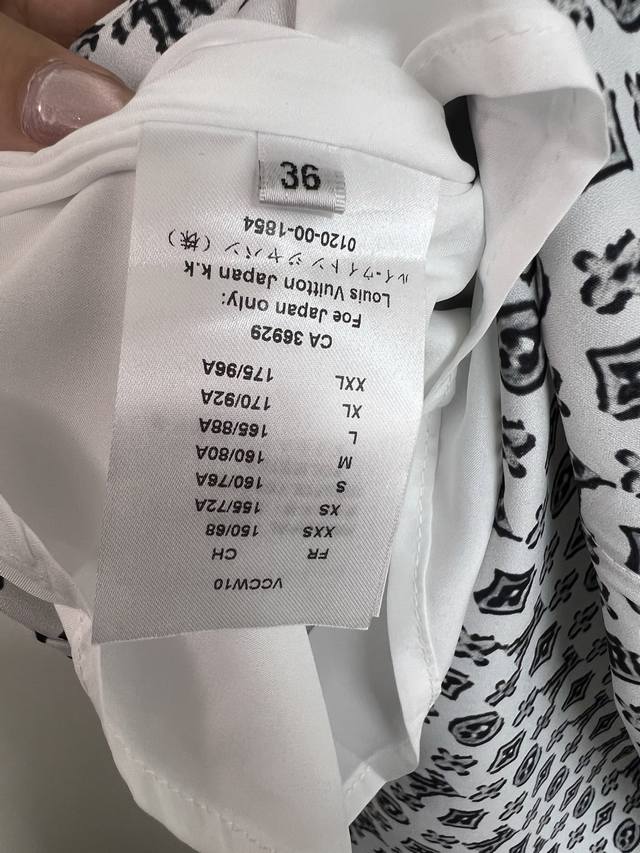 36
VCCW10
FR CH
XXS 150/68
XS 155/72A
S 160/76A
M 160/80A
L 165/88A
XL 170/92A
XXL 175/96A
CA 36929
Foe Japan only:
Louis Vuitton Japan K.K
ルイ・ウイトンジャパン (株)
0120-00-1854